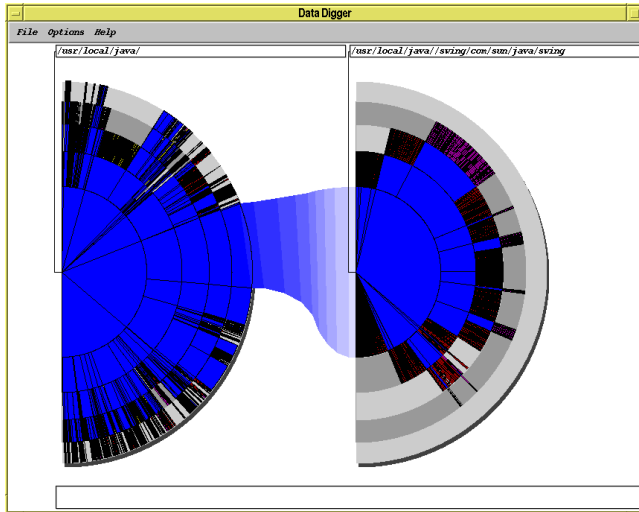 Data Digger
File Options Help
/usr/local/java/
/usr/local/java//swing/com/sun/java/swing